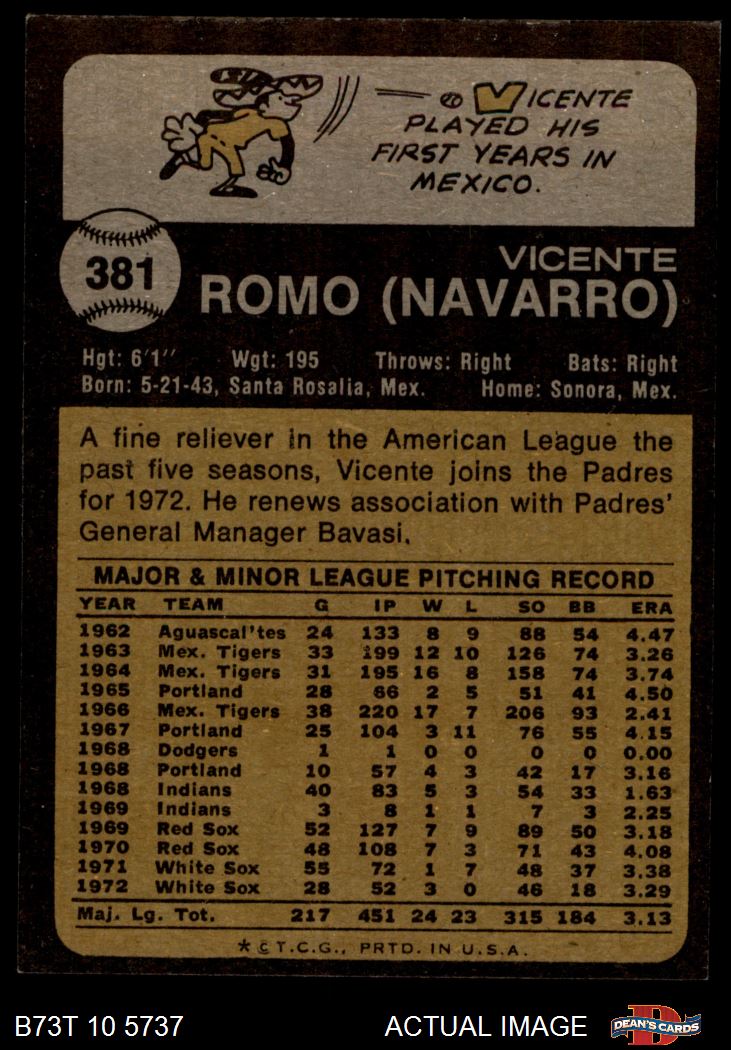 VICENTE
PLAYED HIS
FIRST YEARS IN
MEXICO.
381
VICENTE
ROMO (NAVARRO)
Hgt: 6'1'' Wgt: 195 Throws: Right Bats: Right
Born: 5-21-43, Santa Rosalia, Mex. Home: Sonora, Mex.
A fine reliever in the American League the
past five seasons, Vicente joins the Padres
for 1972. He renews association with Padres'
General Manager Bavasi.
MAJOR & MINOR LEAGUE PITCHING RECORD
YEAR TEAM G IP W L SO BB ERA
1962 Aguascal'tes 24 133 8 9 88 54 4.47
1963 Mex. Tigers 33 199 12 10 126 74 3.26
1964 Mex. Tigers 31 195 16 8 158 74 3.74
1965 Portland 28 66 2 5 51 41 4.50
1966 Mex. Tigers 38 220 17 7 206 93 2.41
1967 Portland 25 104 3 11 76 55 4.15
1968 Dodgers 1 1 0 0 0 0 0.00
1968 Portland 10 57 4 3 42 17 3.16
1968 Indians 40 83 5 3 54 33 1.63
1969 Indians 3 8 1 1 7 3 2.25
1969 Red Sox 52 127 7 9 89 50 3.18
1970 Red Sox 48 108 7 3 71 43 4.08
1971 White Sox 55 72 1 7 48 37 3.38
1972 White Sox 28 52 3 0 46 18 3.29
Maj. Lg. Tot. 217 451 24 23 315 184 3.13
* © T.C.G., PRTD. IN U.S.A.
B73T 10 5737 ACTUAL IMAGE DEAN'S CARDS